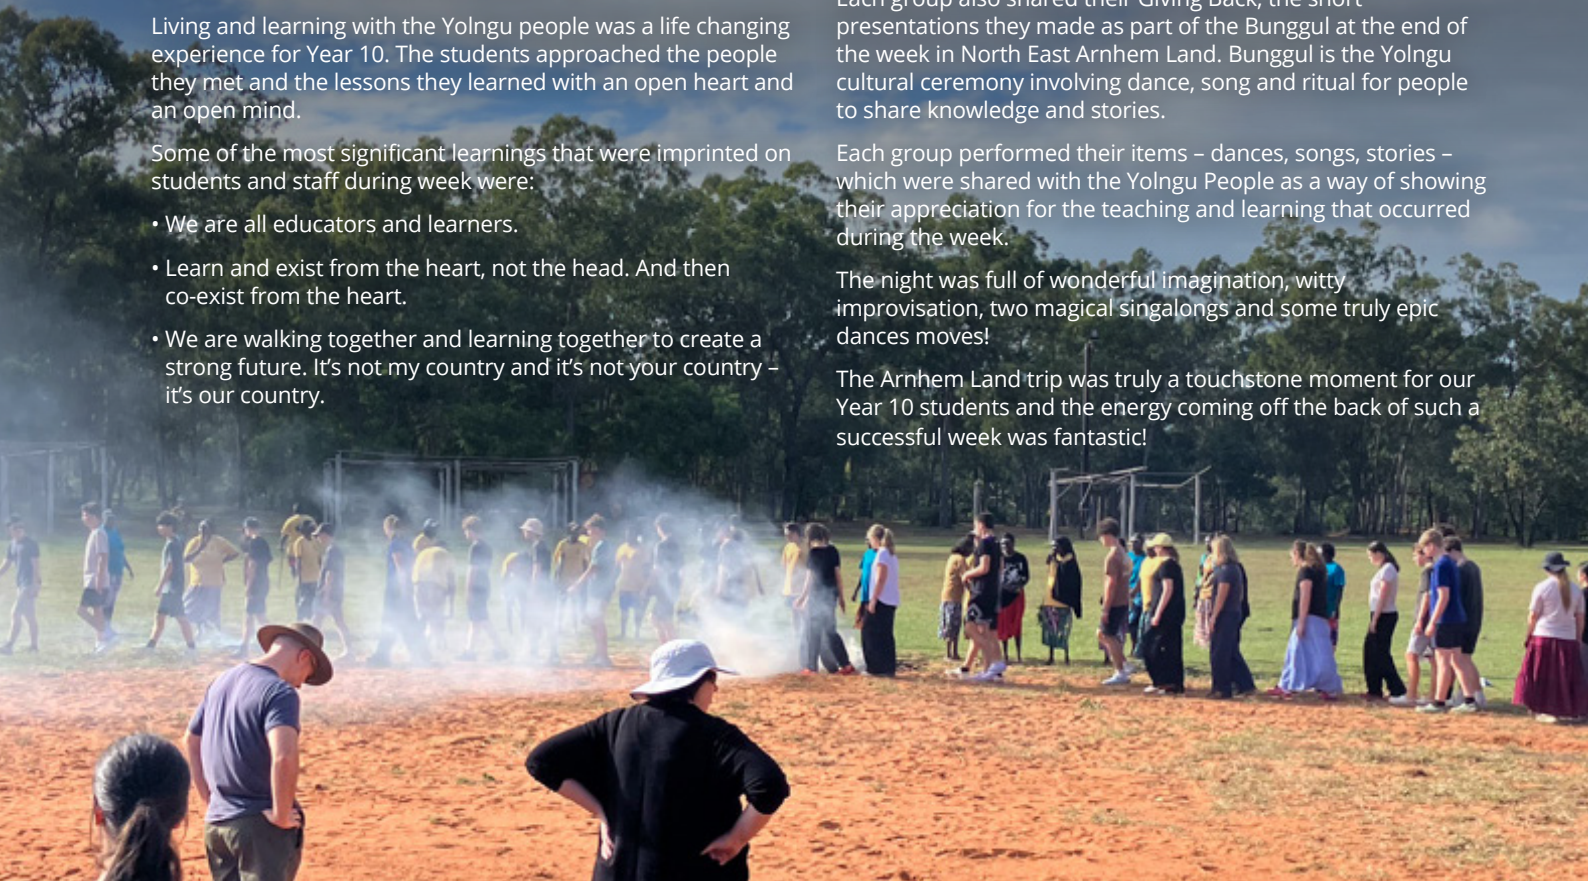 Living and learning with the Yolngu people was a life changing
experience for Year 10. The students approached the people
they met and the lessons they learned with an open heart and
an open mind.
Some of the most significant learnings that were imprinted on
students and staff during week were:
• We are all educators and learners.
• Learn and exist from the heart, not the head. And then
co-exist from the heart.
• We are walking together and learning together to create a
strong future. It’s not my country and it’s not your country –
it’s our country.
Each group also shared their Giving Back, the short
presentations they made as part of the Bunggul at the end of
the week in North East Arnhem Land. Bunggul is the Yolngu
cultural ceremony involving dance, song and ritual for people
to share knowledge and stories.
Each group performed their items – dances, songs, stories –
which were shared with the Yolngu People as a way of showing
their appreciation for the teaching and learning that occurred
during the week.
The night was full of wonderful imagination, witty
improvisation, two magical singalongs and some truly epic
dances moves!
The Arnhem Land trip was truly a touchstone moment for our
Year 10 students and the energy coming off the back of such a
successful week was fantastic!